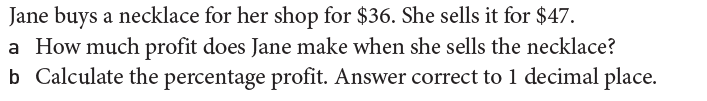 Jane buys a necklace for her shop for $36. She sells it for $47.
a How much profit does Jane make when she sells the necklace?
b Calculate the percentage profit. Answer correct to 1 decimal place.